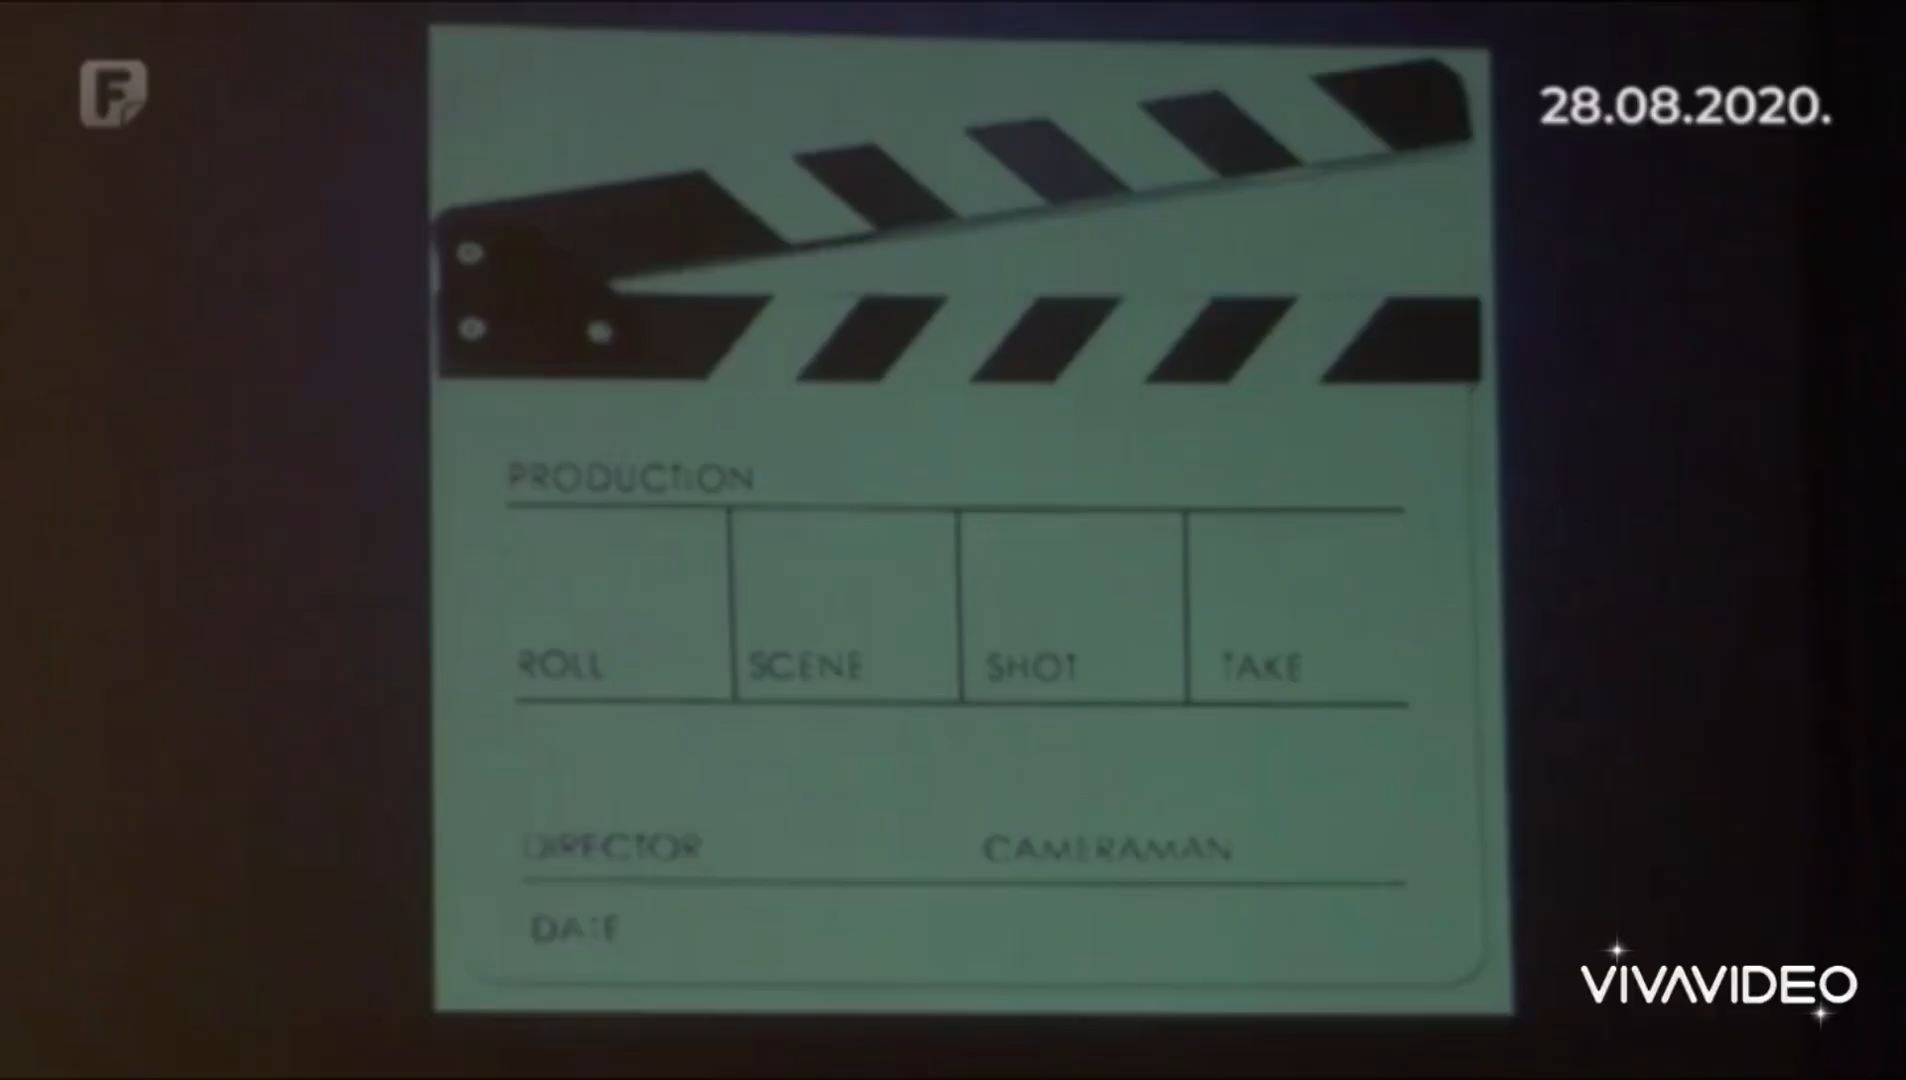 F
28.08.2020.
PRODUCTION
ROLL SCENE SHOT TAKE
DIRECTOR CAMERAMAN
DATE
VIVAVIDEO